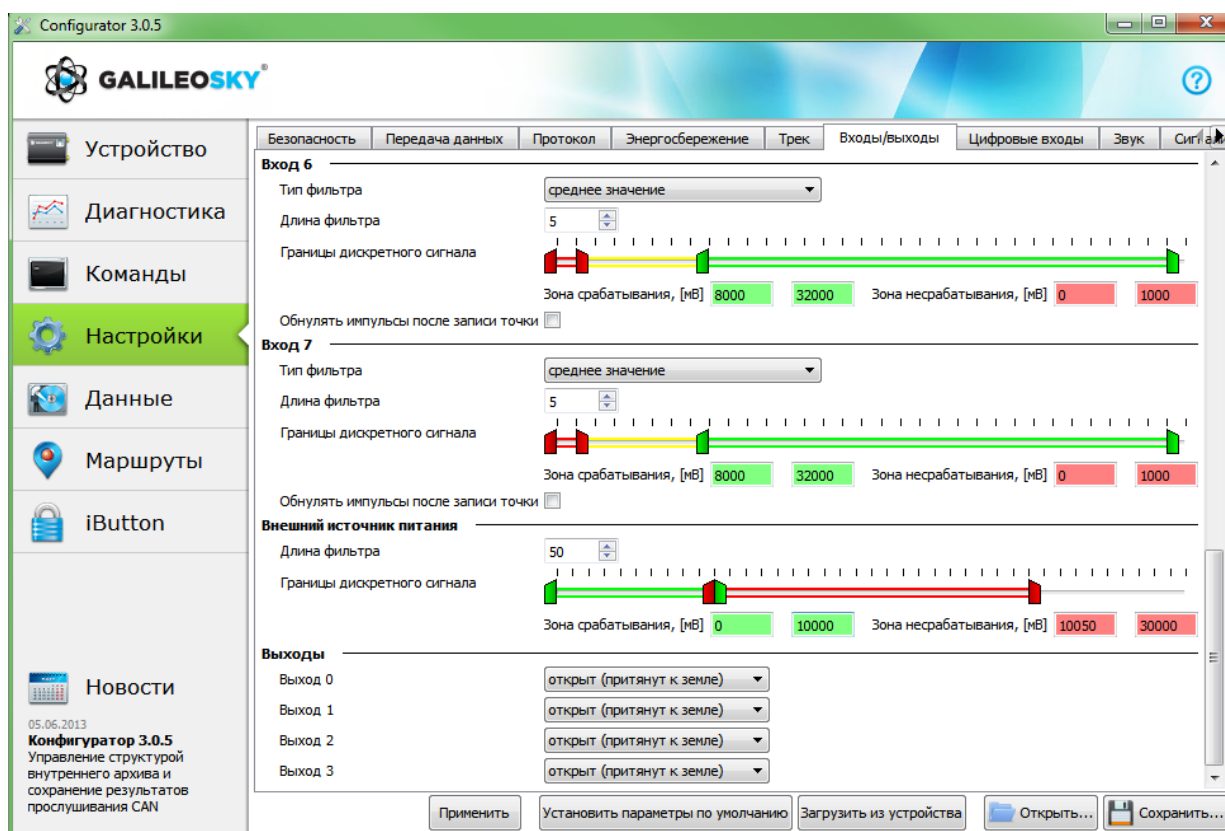 Configurator 3.0.5
GALILEOSKY®
?
Устройство
Диагностика
Команды
Настройки
Данные
Маршруты
iButton
Новости
05.06.2013
Конфигуратор 3.0.5
Управление структурой
внутреннего архива и
сохранение результатов
прослушивания CAN
Безопасность Передача данных Протокол Энергосбережение Трек Входы/выходы Цифровые входы Звук
Вход 6
Тип фильтра среднее значение
Длина фильтра 5
Границы дискретного сигнала
Зона срабатывания, [мВ] 8000 32000 Зона несрабатывания, [мВ] 0 1000
Обнулять импульсы после записи точки
Вход 7
Тип фильтра среднее значение
Длина фильтра 5
Границы дискретного сигнала
Зона срабатывания, [мВ] 8000 32000 Зона несрабатывания, [мВ] 0 1000
Обнулять импульсы после записи точки
Внешний источник питания
Длина фильтра 50
Границы дискретного сигнала
Зона срабатывания, [мВ] 0 10000 Зона несрабатывания, [мВ] 10050 30000
Выходы
Выход 0 открыт (притянут к земле)
Выход 1 открыт (притянут к земле)
Выход 2 открыт (притянут к земле)
Выход 3 открыт (притянут к земле)
Применить Установить параметры по умолчанию Загрузить из устройства Открыть... Сохранить...